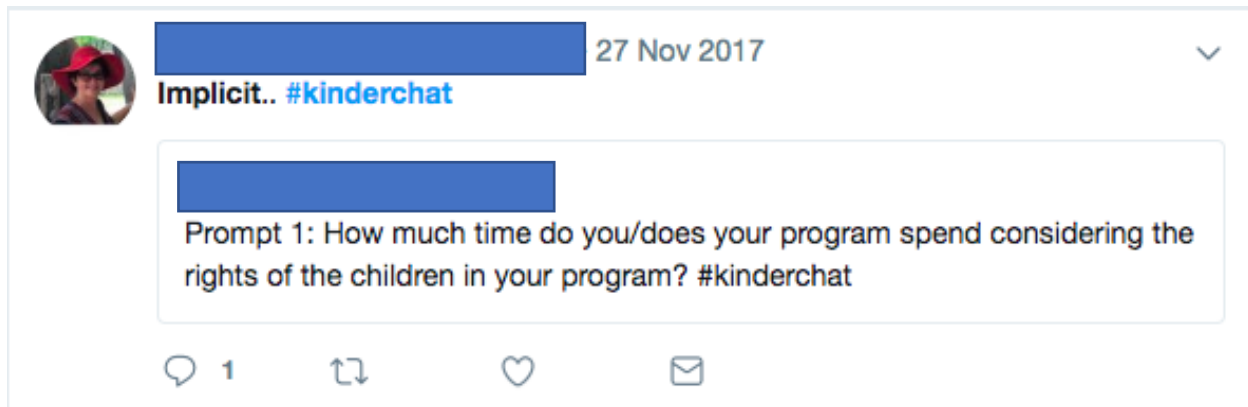 27 Nov 2017
Implicit.. #kinderchat
Prompt 1: How much time do you/does your program spend considering the
rights of the children in your program? #kinderchat
1